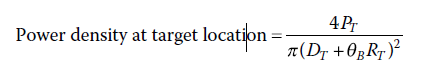 Power density at target location = 4P_T / π(D_T + θ_B R_T)²